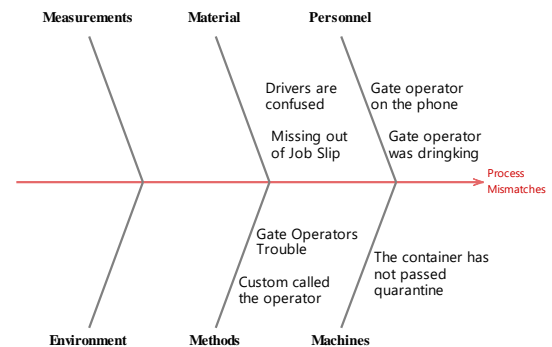 Measurements
Material
Personnel
Drivers are
confused
Gate operator
on the phone
Missing out
of Job Slip
Gate operator
was dringking
Process
Mismatches
Gate Operators
Trouble
The container has
not passed
quarantine
Custom called
the operator
Environment
Methods
Machines